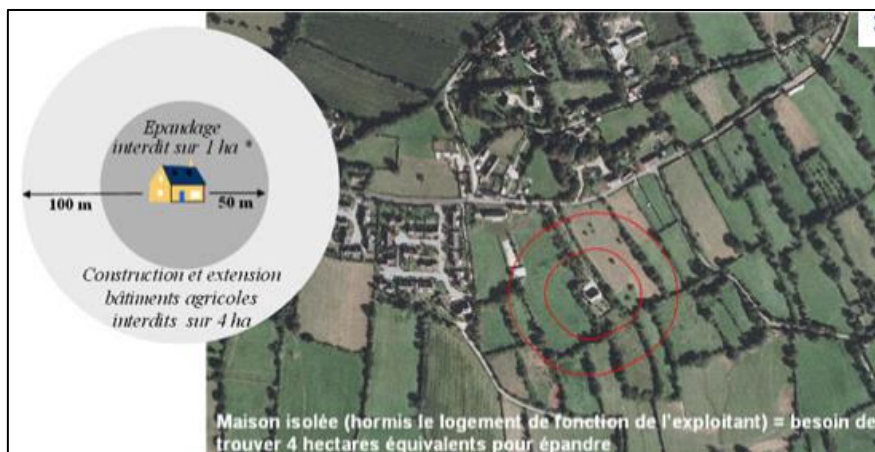 Epandage
interdit sur 1 ha *
100 m
50 m
Construction et extension
bâtiments agricoles
interdits sur 4 ha
Maison isolée (hormis le logement de fonction de l'exploitant) = besoin de
trouver 4 hectares équivalents pour épandre